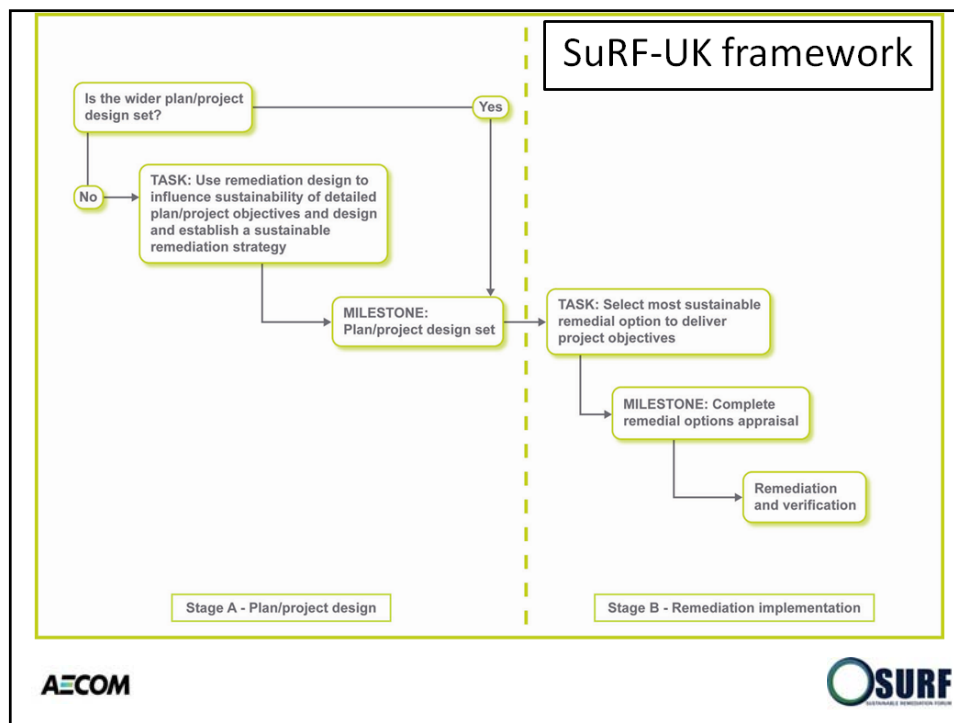 SuRF-UK framework
Is the wider plan/project
design set?
Yes
No
TASK: Use remediation design to
influence sustainability of detailed
plan/project objectives and design
and establish a sustainable
remediation strategy
MILESTONE:
Plan/project design set
TASK: Select most sustainable
remedial option to deliver
project objectives
MILESTONE: Complete
remedial options appraisal
Remediation
and verification
Stage A - Plan/project design
Stage B - Remediation implementation
AECOM
SURF
SUSTAINABLE REMEDIATION FORUM